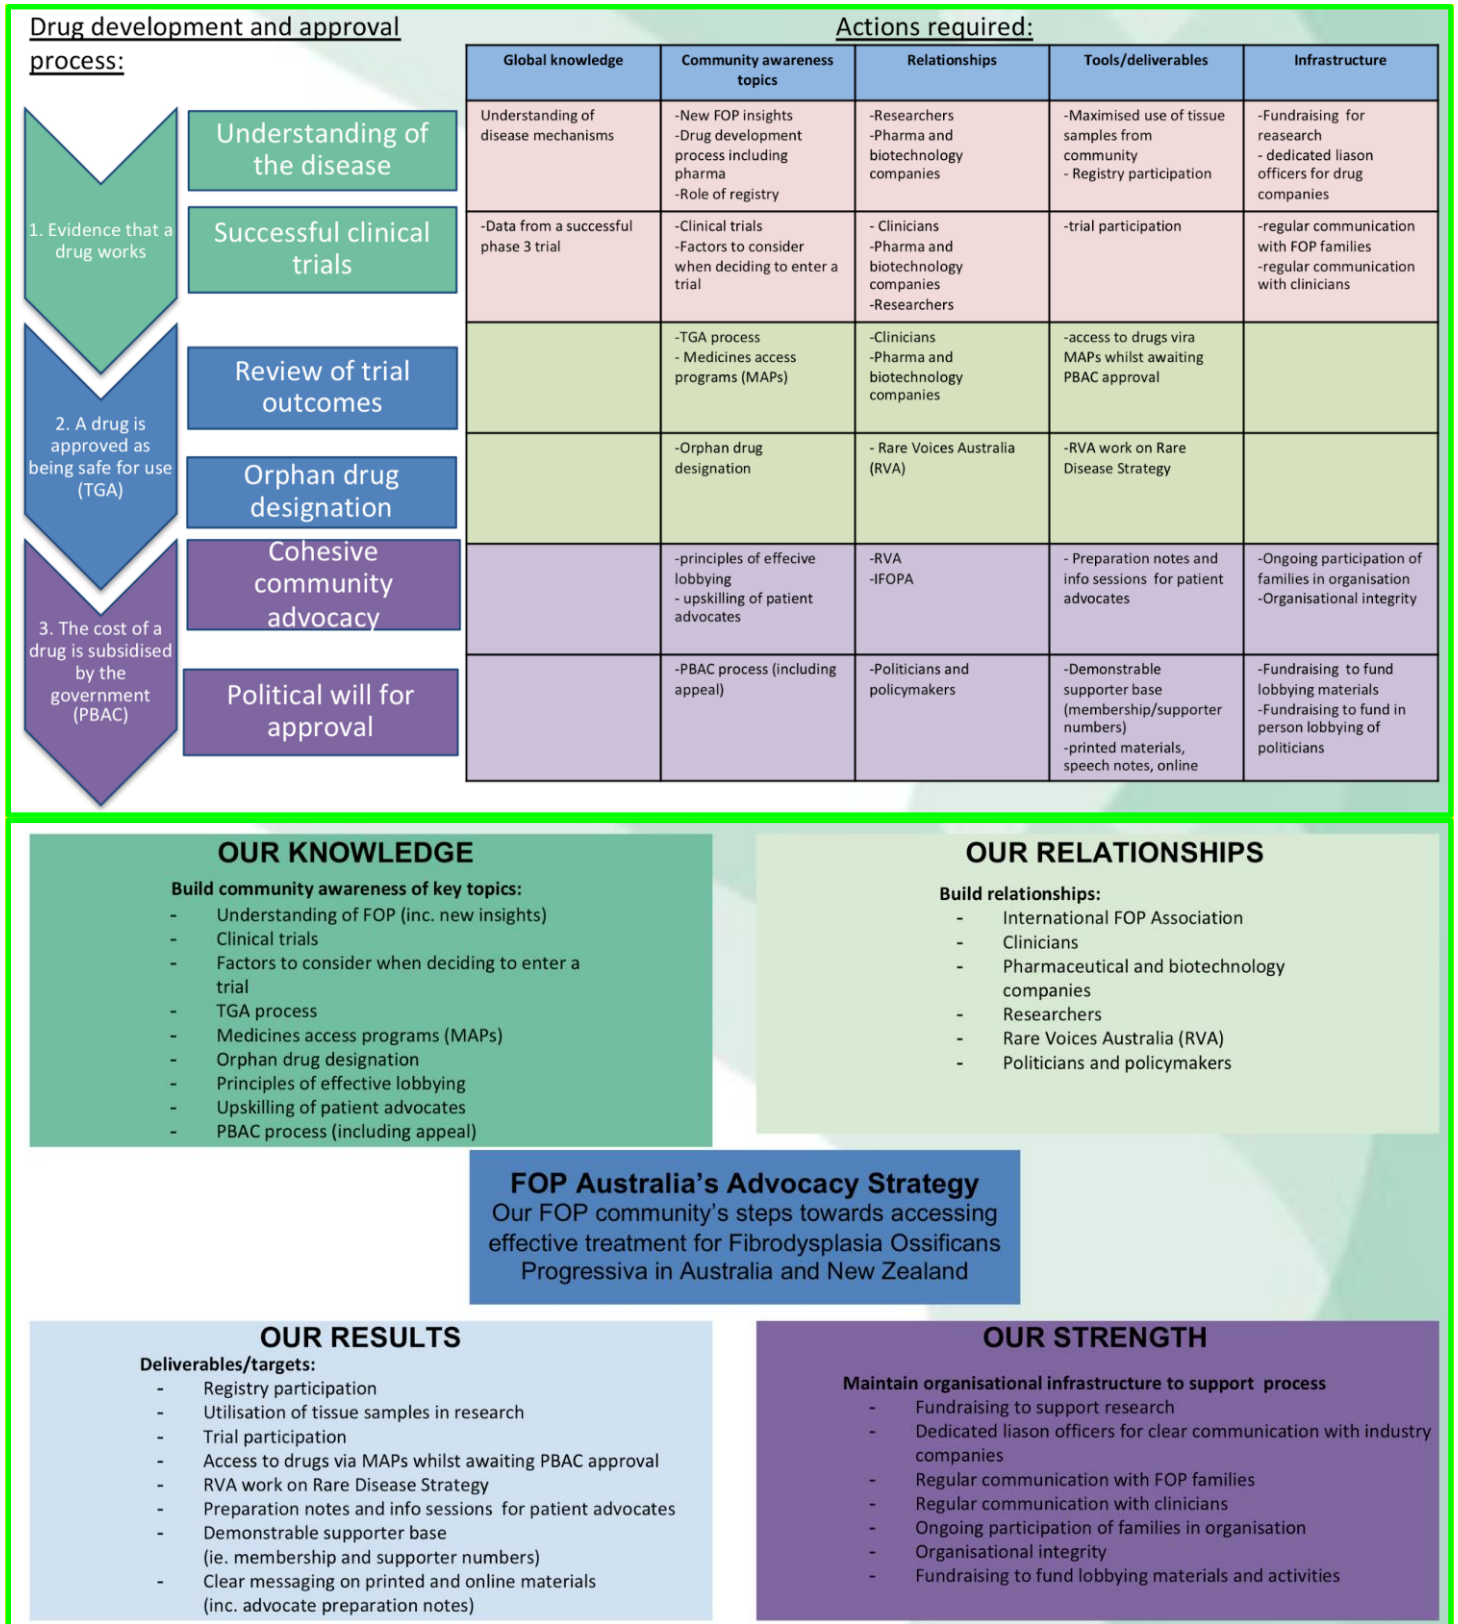 Drug development and approval
process:
Actions required:
Global knowledge
Community awareness
topics
Relationships
Tools/deliverables
Infrastructure
1. Evidence that a
drug works
Understanding of
the disease
Understanding of
disease mechanisms
-New FOP insights
-Drug development
process including
pharma
-Role of registry
-Researchers
-Pharma and
biotechnology
companies
-Maximised use of tissue
samples from
community
- Registry participation
-Fundraising for
reasearch
- dedicated liason
officers for drug
companies
Successful clinical
trials
-Data from a successful
phase 3 trial
-Clinical trials
-Factors to consider
when deciding to enter a
trial
- Clinicians
-Pharma and
biotechnology
companies
-Researchers
-trial participation
-regular communication
with FOP families
-regular communication
with clinicians
2. A drug is
approved as
being safe for use
(TGA)
Review of trial
outcomes
-TGA process
- Medicines access
programs (MAPs)
-Clinicians
-Pharma and
biotechnology
companies
-access to drugs vira
MAPs whilst awaiting
PBAC approval
Orphan drug
designation
-Orphan drug
designation
- Rare Voices Australia
(RVA)
-RVA work on Rare
Disease Strategy
3. The cost of a
drug is subsidised
by the
government
(PBAC)
Cohesive
community
advocacy
-principles of effecive
lobbying
- upskilling of patient
advocates
-RVA
-IFOPA
- Preparation notes and
info sessions for patient
advocates
-Ongoing participation of
families in organisation
-Organisational integrity
Political will for
approval
-PBAC process (including
appeal)
-Politicians and
policymakers
-Demonstrable
supporter base
(membership/supporter
numbers)
-printed materials,
speech notes, online
-Fundraising to fund
lobbying materials
-Fundraising to fund in
person lobbying of
politicians
OUR KNOWLEDGE
Build community awareness of key topics:
- Understanding of FOP (inc. new insights)
- Clinical trials
- Factors to consider when deciding to enter a
trial
- TGA process
- Medicines access programs (MAPs)
- Orphan drug designation
- Principles of effective lobbying
- Upskilling of patient advocates
- PBAC process (including appeal)
OUR RELATIONSHIPS
Build relationships:
- International FOP Association
- Clinicians
- Pharmaceutical and biotechnology
companies
- Researchers
- Rare Voices Australia (RVA)
- Politicians and policymakers
FOP Australia's Advocacy Strategy
Our FOP community's steps towards accessing
effective treatment for Fibrodysplasia Ossificans
Progressiva in Australia and New Zealand
OUR RESULTS
Deliverables/targets:
- Registry participation
- Utilisation of tissue samples in research
- Trial participation
- Access to drugs via MAPs whilst awaiting PBAC approval
- RVA work on Rare Disease Strategy
- Preparation notes and info sessions for patient advocates
- Demonstrable supporter base
(ie. membership and supporter numbers)
- Clear messaging on printed and online materials
(inc. advocate preparation notes)
OUR STRENGTH
Maintain organisational infrastructure to support process
- Fundraising to support research
- Dedicated liason officers for clear communication with industry
companies
- Regular communication with FOP families
- Regular communication with clinicians
- Ongoing participation of families in organisation
- Organisational integrity
- Fundraising to fund lobbying materials and activities